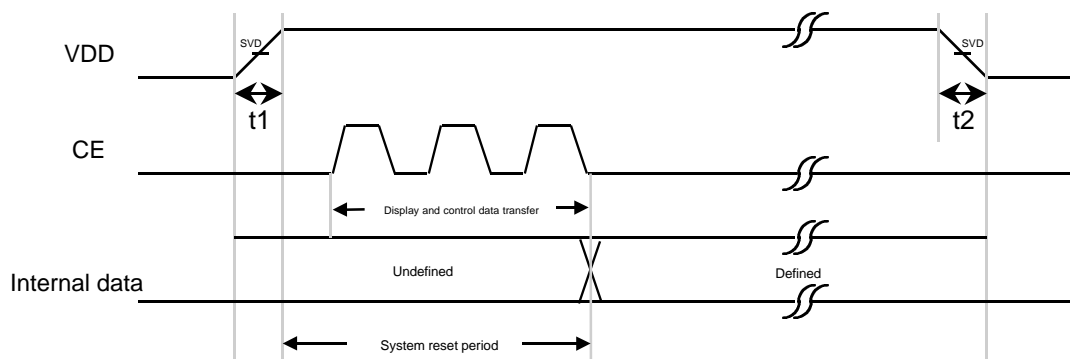 SVD
SVD
VDD
t1
t2
CE
Display and control data transfer
Undefined
Defined
Internal data
System reset period